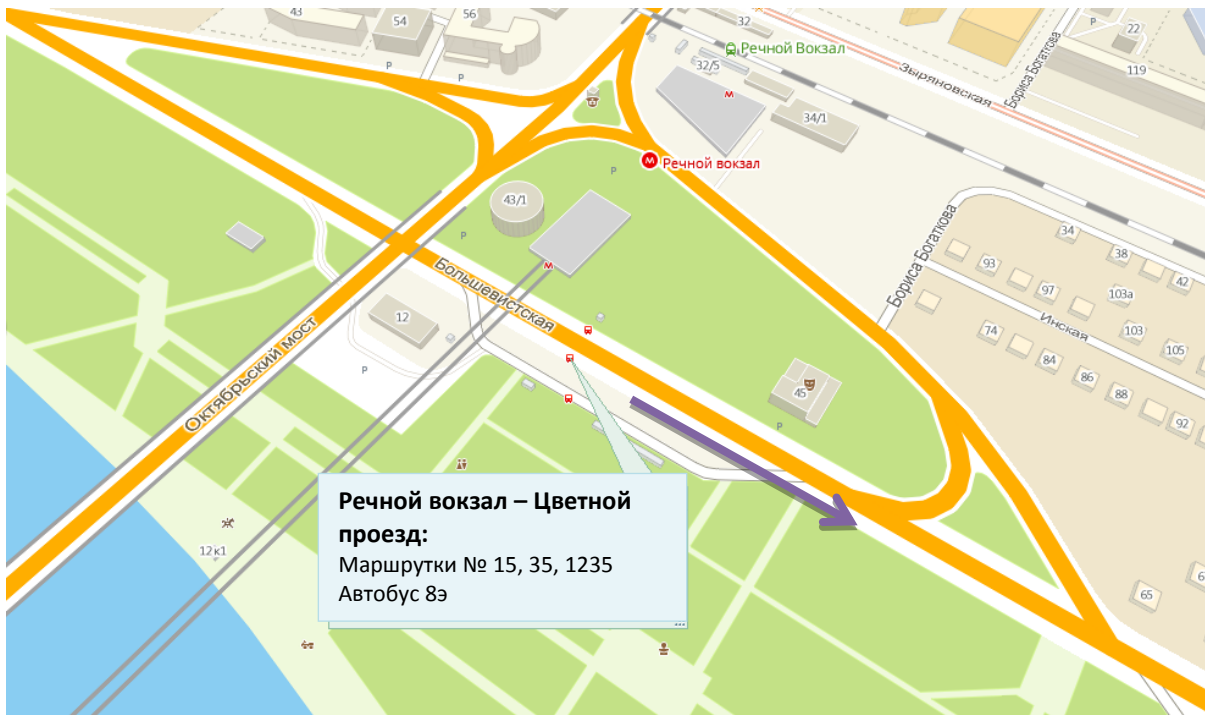 43
54
56
32
22
P
P
P
32/5
Речной Вокзал
119
Зыряновская
Бориса Богаткова
М
34/1
М Речной вокзал
P
43/1
P
М
Большевистская
Бориса Богаткова
34
38
42
93
97
103а
103
105
Инская
74
84
86
88
92
12
P
Октябрьский мост
45
P
Речной вокзал – Цветной
проезд:
Маршрутки № 15, 35, 1235
Автобус 8э
12к1
65